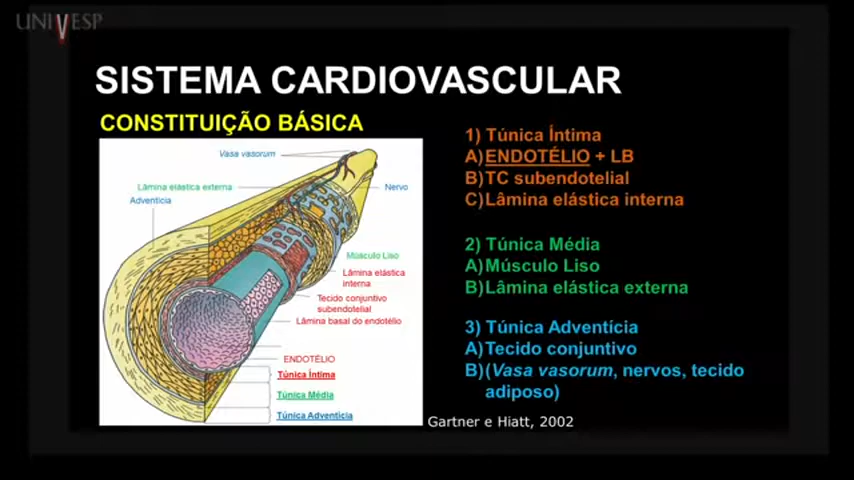 UNIVESP
SISTEMA CARDIOVASCULAR
CONSTITUIÇÃO BÁSICA
Vasa vasorum
Lâmina elástica externa
Nervo
Adventícia
Músculo Liso
Lâmina elástica
interna
Tecido conjuntivo
subendotelial
Lâmina basal do endotélio
ENDOTÉLIO
Túnica Íntima
Túnica Média
Túnica Adventícia
1) Túnica Íntima
A)ENDOTÉLIO + LB
B)TC subendotelial
C)Lâmina elástica interna
2) Túnica Média
A)Músculo Liso
B)Lâmina elástica externa
3) Túnica Adventícia
A)Tecido conjuntivo
B)(Vasa vasorum, nervos, tecido
adiposo)
Gartner e Hiatt, 2002